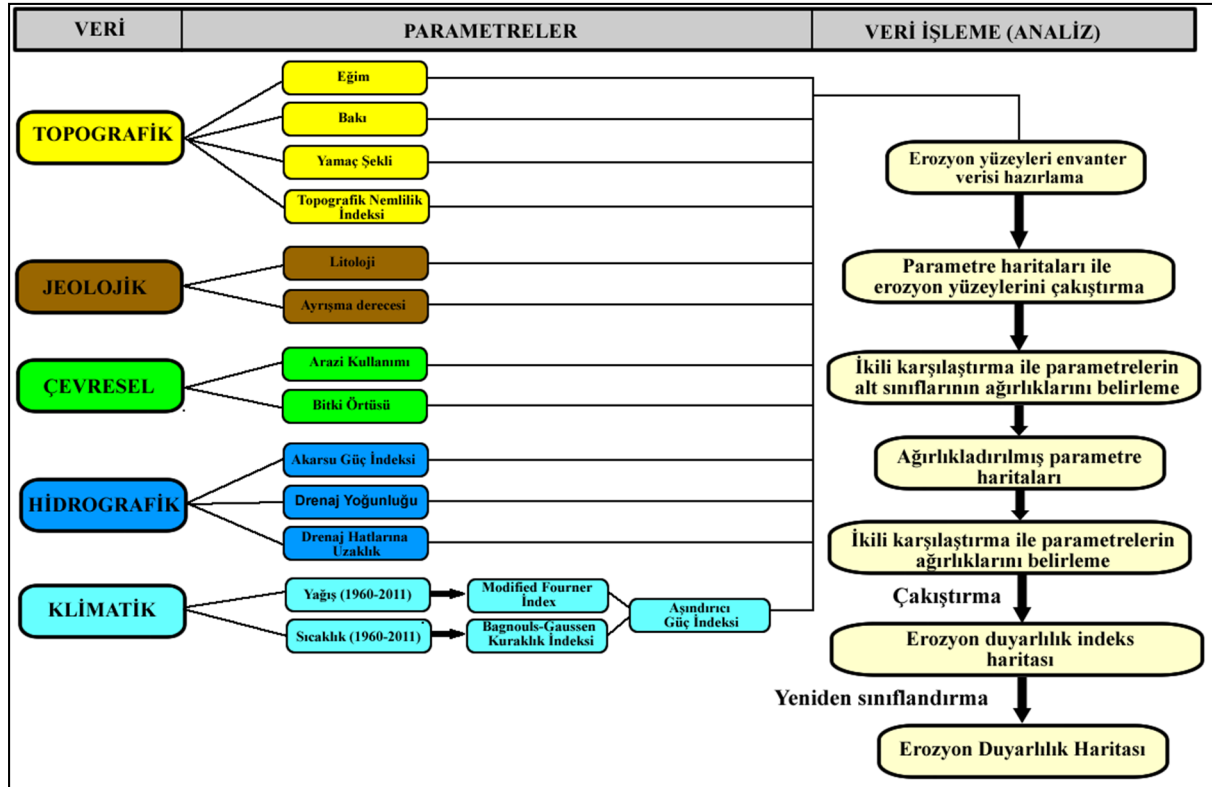 VERİ
PARAMETRELER
VERİ İŞLEME (ANALİZ)
TOPOGRAFİK
Eğim
Bakı
Yamaç Şekli
Topografik Nemlilik
İndeksi
JEOLOJİK
Litoloji
Ayrışma derecesi
ÇEVRESEL
Arazi Kullanımı
Bitki Örtüsü
HİDROGRAFİK
Akarsu Güç İndeksi
Drenaj Yoğunluğu
Drenaj Hatlarına
Uzaklık
KLİMATİK
Yağış (1960-2011)
Modified Fourner
İndex
Sıcaklık (1960-2011)
Bagnouls-Gaussen
Kuraklık İndeksi
Aşındırıcı
Güç İndeksi
Erozyon yüzeyleri envanter
verisi hazırlama
Parametre haritaları ile
erozyon yüzeylerini çakıştırma
İkili karşılaştırma ile parametrelerin
alt sınıflarının ağırlıklarını belirleme
Ağırlıkladırılmış parametre
haritaları
İkili karşılaştırma ile parametrelerin
ağırlıklarını belirleme
Çakıştırma
Erozyon duyarlılık indeks
haritası
Yeniden sınıflandırma
Erozyon Duyarlılık Haritası